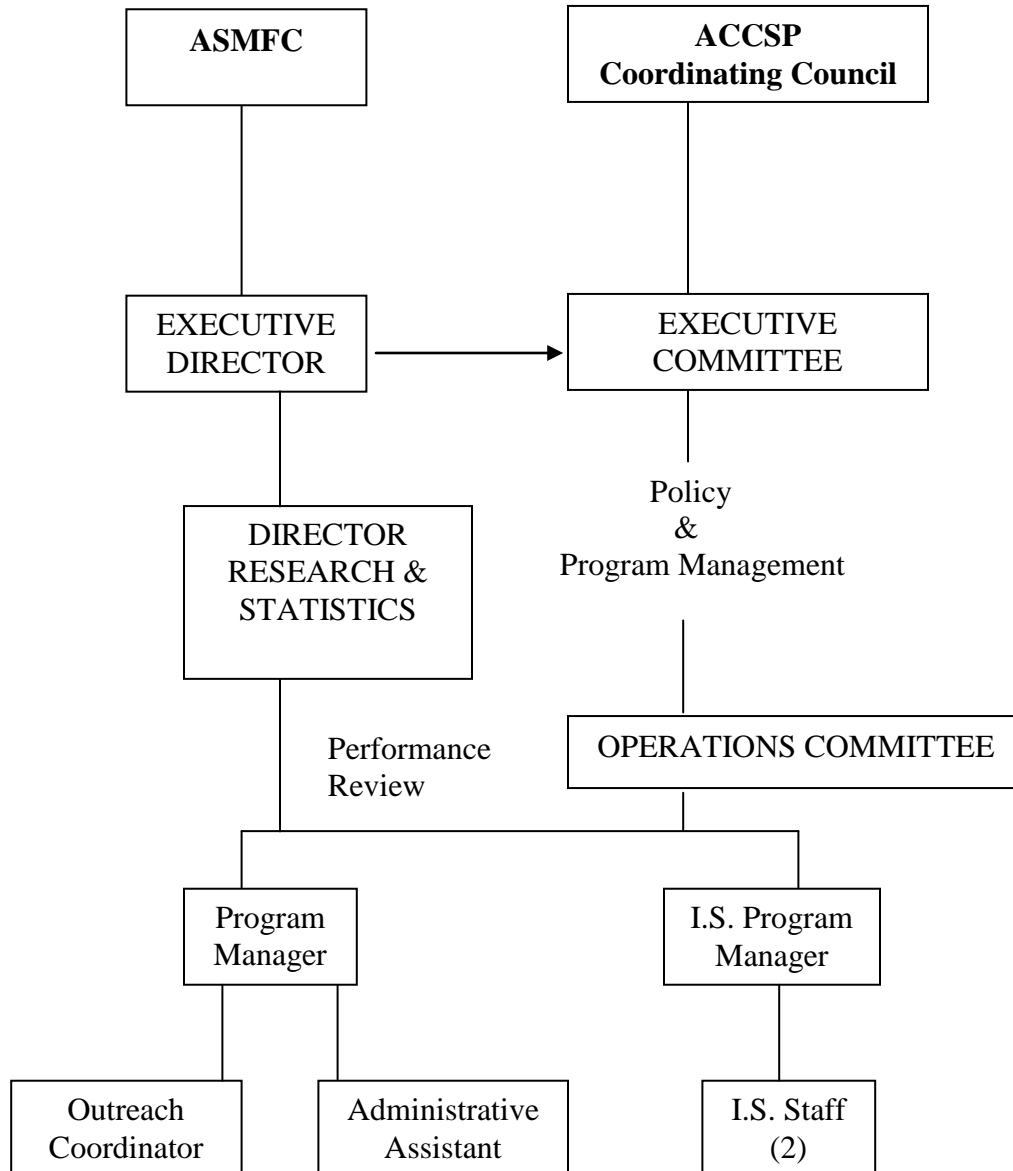 ASMFC
ACCSP
Coordinating Council
EXECUTIVE
DIRECTOR
EXECUTIVE
COMMITTEE
DIRECTOR
RESEARCH &
STATISTICS
Policy
&
Program Management
Performance
Review
OPERATIONS COMMITTEE
Program
Manager
I.S. Program
Manager
Outreach
Coordinator
Administrative
Assistant
I.S. Staff
(2)